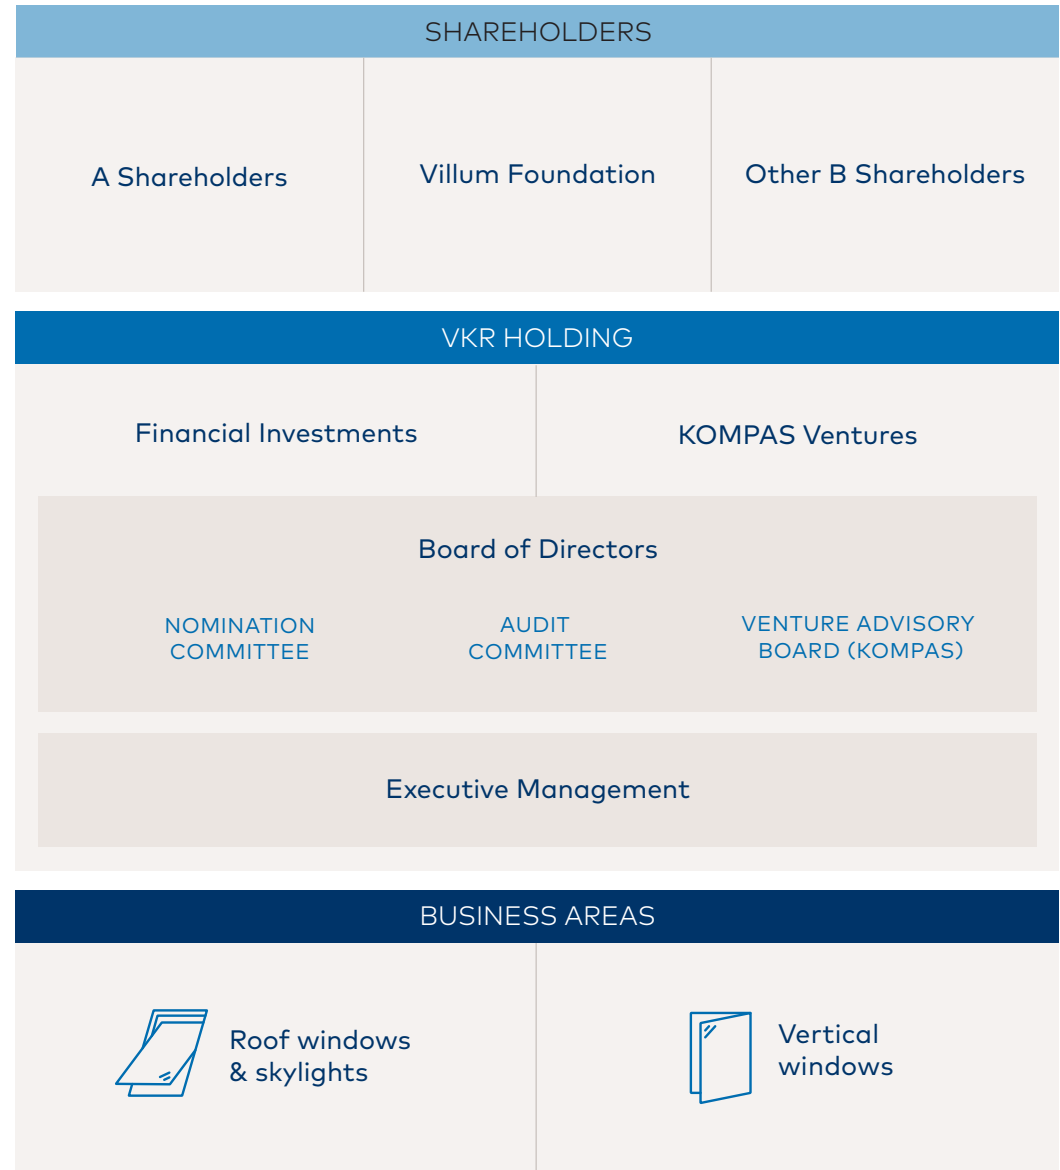 SHAREHOLDERS
A Shareholders
Villum Foundation
Other B Shareholders
VKR HOLDING
Financial Investments
KOMPAS Ventures
Board of Directors
NOMINATION
COMMITTEE
AUDIT
COMMITTEE
VENTURE ADVISORY
BOARD (KOMPAS)
Executive Management
BUSINESS AREAS
Roof windows
& skylights
Vertical
windows